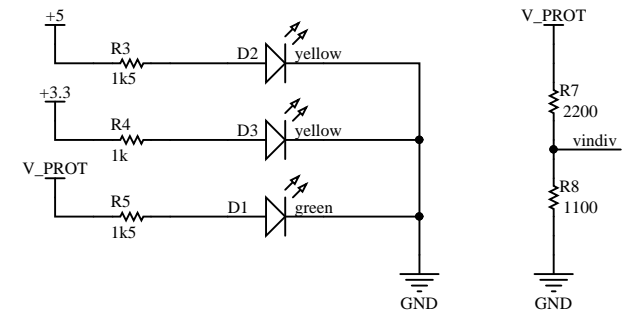 +5
R3
1k5
D2
yellow
+3.3
R4
1k
D3
yellow
V_PROT
R5
1k5
D1
green
GND
V_PROT
R7
2200
vindiv
R8
1100
GND